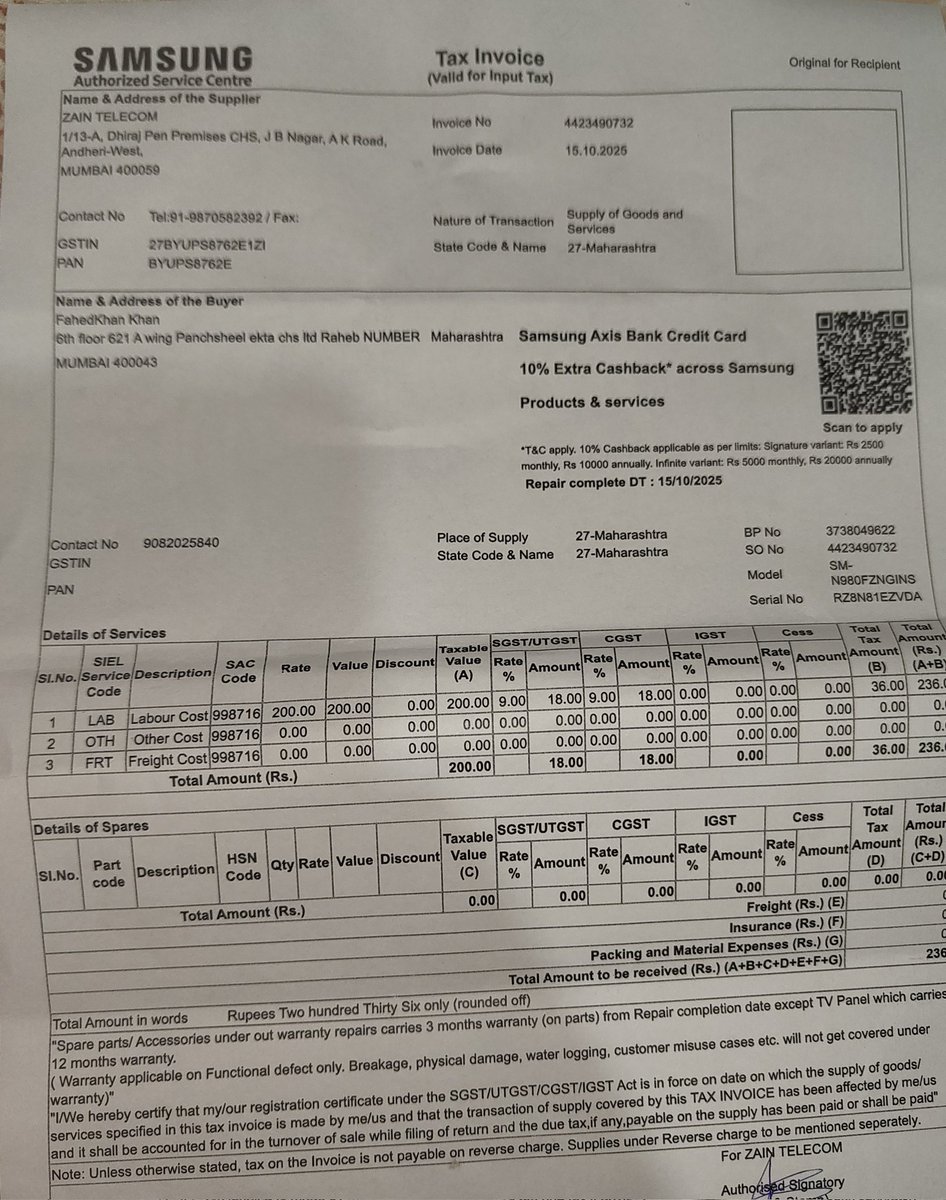 SAMSUNG
Authorized Service Centre
Tax Invoice
(Valid for Input Tax)
Original for Recipient
Name & Address of the Supplier
ZAIN TELECOM
1/13-A, Dhiraj Pen Premises CHS, J B Nagar, A K Road,
Andheri-West,
MUMBAI 400059
Invoice No 4423490732
Invoice Date 15.10.2025
Contact No Tel:91-9870582392 / Fax:
GSTIN 27BYUPS8762E1ZI
PAN BYUPS8762E
Nature of Transaction Supply of Goods and
Services
State Code & Name 27-Maharashtra
Name & Address of the Buyer
FahedKhan Khan
6th floor 621 A wing Panchsheel ekta chs ltd Raheb NUMBER Maharashtra
MUMBAI 400043
Samsung Axis Bank Credit Card
10% Extra Cashback* across Samsung
Products & services
Scan to apply
*T&C apply. 10% Cashback applicable as per limits: Signature variant: Rs 2500
monthly, Rs 10000 annually. Infinite variant: Rs 5000 monthly, Rs 20000 annually
Repair complete DT : 15/10/2025
Contact No 9082025840
GSTIN
PAN
Place of Supply 27-Maharashtra
State Code & Name 27-Maharashtra
BP No 3738049622
SO No 4423490732
Model SM-
N980FZNGINS
Serial No RZ8N81EZVDA
Details of Services
Sl.No. SIEL Service Code Description SAC Code Rate Value Discount Taxable Value (A) SGST/UTGST Rate % Amount CGST Rate % Amount IGST Rate % Amount Cess Rate % Amount Total Tax Amount (B) Total Amount (Rs.) (A+B
1 LAB Labour Cost 998716 200.00 200.00 0.00 200.00 9.00 18.00 9.00 18.00 0.00 0.00 0.00 0.00 36.00 236.0
2 OTH Other Cost 998716 0.00 0.00 0.00 0.00 0.00 0.00 0.00 0.00 0.00 0.00 0.00 0.00 0.00 0.
3 FRT Freight Cost 998716 0.00 0.00 0.00 0.00 0.00 0.00 0.00 0.00 0.00 0.00 0.00 0.00 0.00 0.
Total Amount (Rs.) 200.00 18.00 18.00 0.00 0.00 36.00 236.
Details of Spares
Sl.No. Part code Description HSN Code Qty Rate Value Discount Taxable Value (C) SGST/UTGST Rate % Amount CGST Rate % Amount IGST Rate % Amount Cess Rate % Amount Total Tax Amount (D) Total Amour (Rs.) (C+D)
Total Amount (Rs.) 0.00 0.00 0.00 0.00 0.00 0.00 0.00
Freight (Rs.) (E)
Insurance (Rs.) (F)
Packing and Material Expenses (Rs.) (G)
Total Amount to be received (Rs.) (A+B+C+D+E+F+G) 236
Total Amount in words Rupees Two hundred Thirty Six only (rounded off)
"Spare parts/ Accessories under out warranty repairs carries 3 months warranty (on parts) from Repair completion date except TV Panel which carries
12 months warranty.
( Warranty applicable on Functional defect only. Breakage, physical damage, water logging, customer misuse cases etc. will not get covered under
warranty)"
"I/We hereby certify that my/our registration certificate under the SGST/UTGST/CGST/IGST Act is in force on date on which the supply of goods/
services specified in this tax invoice is made by me/us and that the transaction of supply covered by this TAX INVOICE has been affected by me/us
and it shall be accounted for in the turnover of sale while filing of return and the due tax,if any,payable on the supply has been paid or shall be paid"
Note: Unless otherwise stated, tax on the Invoice is not payable on reverse charge. Supplies under Reverse charge to be mentioned seperately.
For ZAIN TELECOM
Authorised Signatory